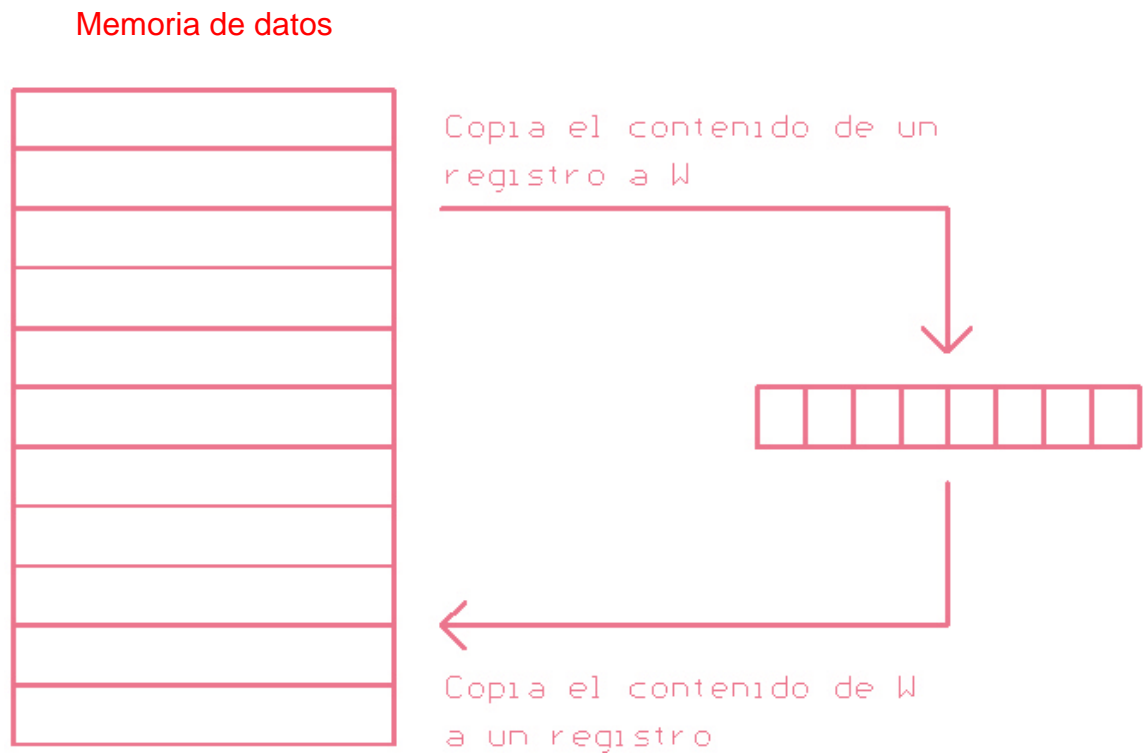 Memoria de datos
Copia el contenido de un
registro a W
Copia el contenido de W
a un registro